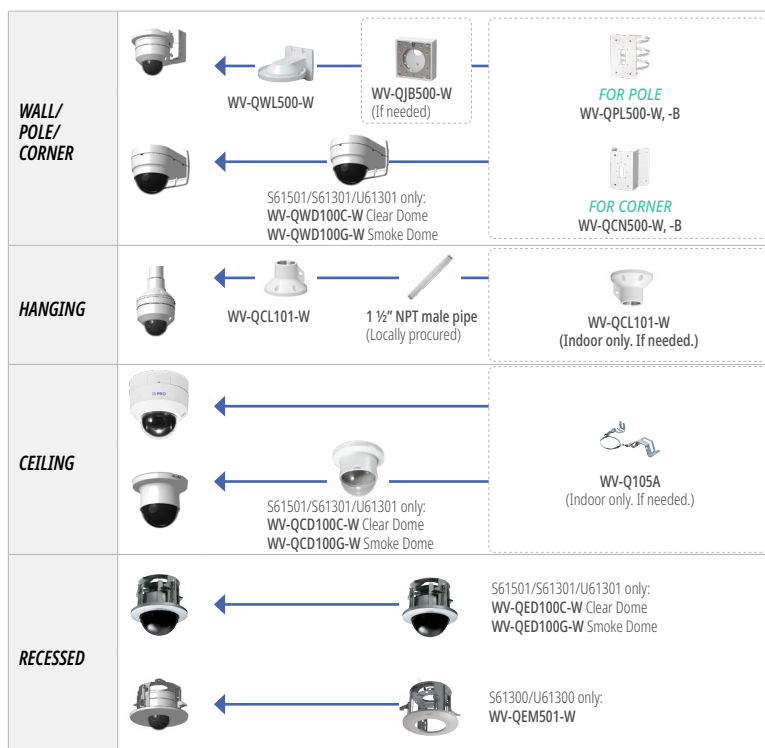 WALL/
POLE/
CORNER
WV-QWL500-W
WV-QJB500-W
(If needed)
FOR POLE
WV-QPL500-W, -B
S61501/S61301/U61301 only:
WV-QWD100C-W Clear Dome
WV-QWD100G-W Smoke Dome
FOR CORNER
WV-QCN500-W, -B
HANGING
WV-QCL101-W
1 ½” NPT male pipe
(Locally procured)
WV-QCL101-W
(Indoor only. If needed.)
CEILING
i-PRO
S61501/S61301/U61301 only:
WV-QCD100C-W Clear Dome
WV-QCD100G-W Smoke Dome
WV-Q105A
(Indoor only. If needed.)
RECESSED
S61501/S61301/U61301 only:
WV-QED100C-W Clear Dome
WV-QED100G-W Smoke Dome
S61300/U61300 only:
WV-QEM501-W